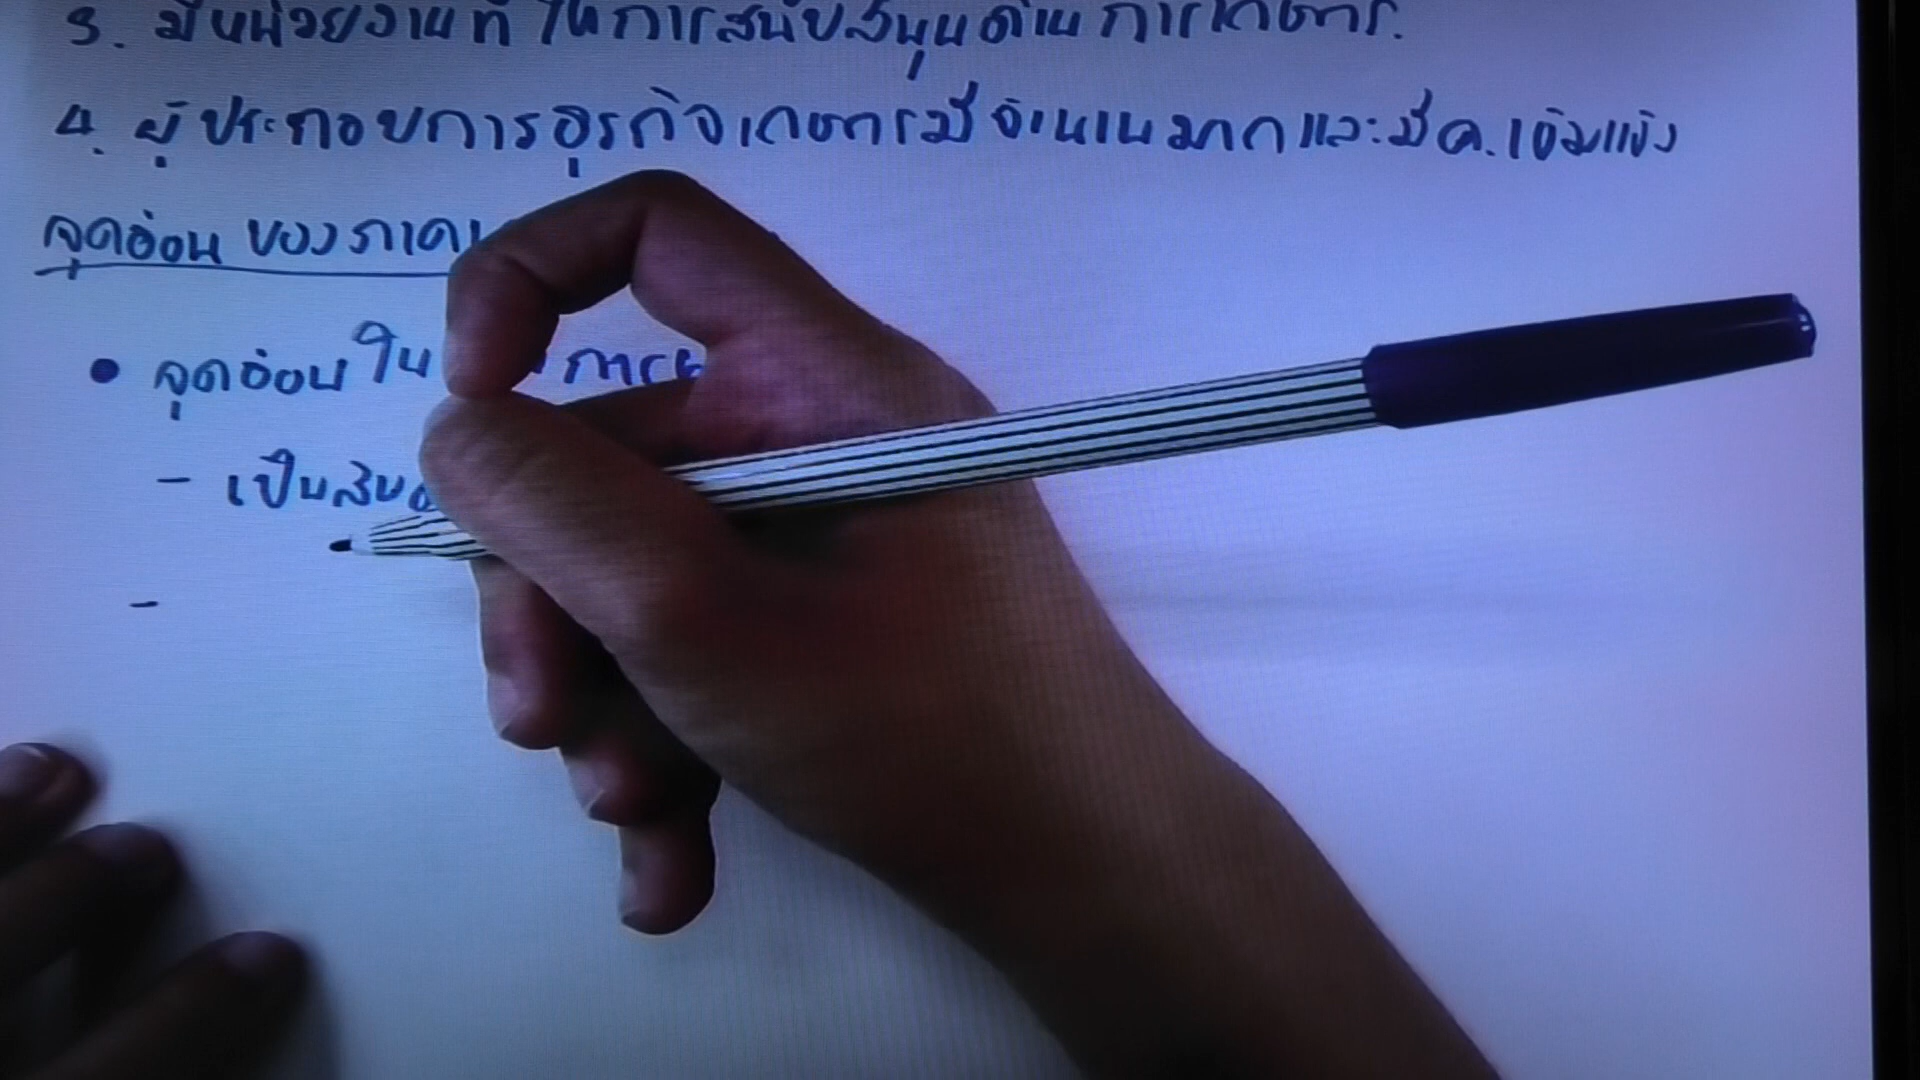 3. มีหน่วยงานที่ให้การสนับสนุนด้านการเกษตร.
4. ผู้ประกอบการธุรกิจเกษตรมีจำนวนมากและมีค.เข้มแข็ง
จุดอ่อน ของภาค
• จุดอ่อน ใน การ
- เป็น
-